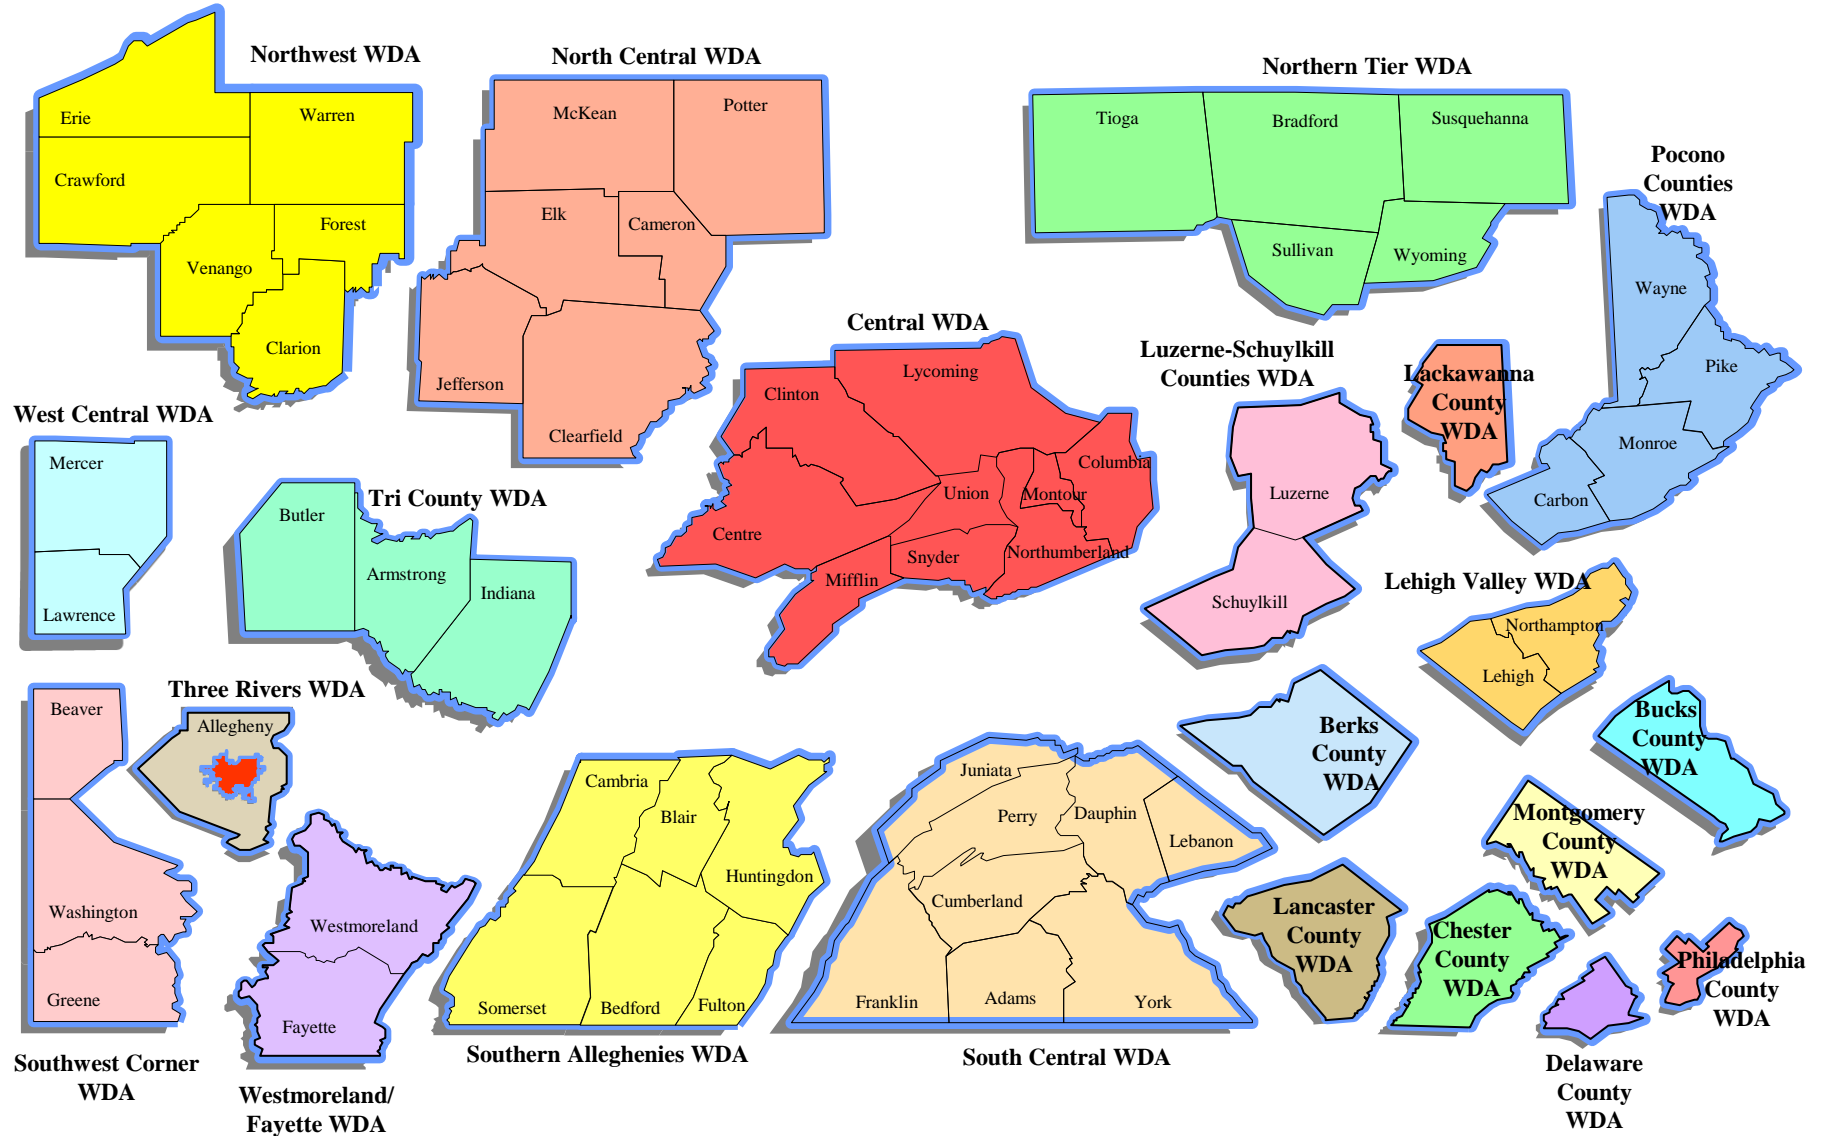 Northwest WDA
Erie
Warren
Crawford
Forest
Venango
Clarion
North Central WDA
McKean
Potter
Elk
Cameron
Jefferson
Clearfield
Northern Tier WDA
Tioga
Bradford
Susquehanna
Sullivan
Wyoming
Pocono
Counties
WDA
Wayne
Pike
Monroe
Carbon
Central WDA
Lycoming
Clinton
Columbia
Union
Montour
Centre
Snyder
Northumberland
Mifflin
Luzerne-Schuylkill
Counties WDA
Luzerne
Schuylkill
Lackawanna
County
WDA
West Central WDA
Mercer
Lawrence
Tri County WDA
Butler
Armstrong
Indiana
Lehigh Valley WDA
Northampton
Lehigh
Three Rivers WDA
Allegheny
Beaver
Washington
Greene
Southwest Corner
WDA
Westmoreland
Fayette
Westmoreland/
Fayette WDA
Cambria
Blair
Huntingdon
Somerset
Bedford
Fulton
Southern Alleghenies WDA
Juniata
Perry
Dauphin
Lebanon
Cumberland
Franklin
Adams
York
South Central WDA
Berks
County
WDA
Bucks
County
WDA
Montgomery
County
WDA
Lancaster
County
WDA
Chester
County
WDA
Philadelphia
County
WDA
Delaware
County
WDA